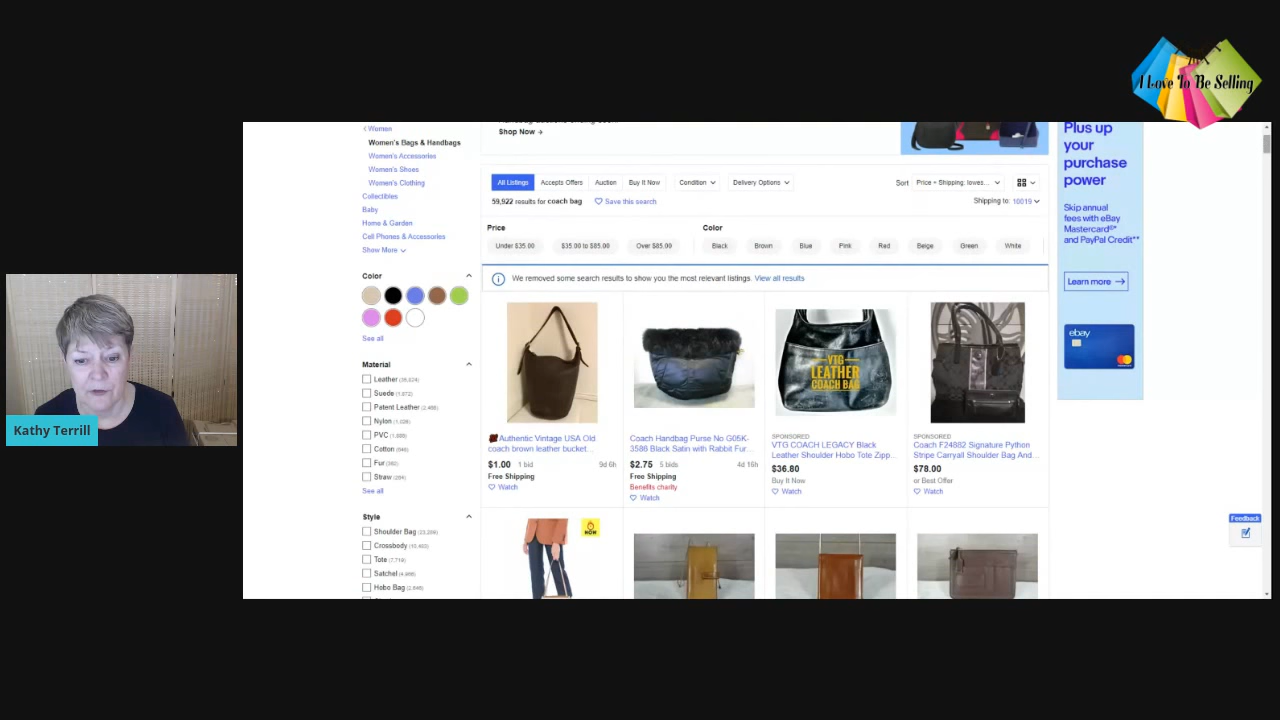 I Love To Be Selling
Women
Women's Bags & Handbags
Women's Accessories
Women's Shoes
Women's Clothing
Collectibles
Baby
Home & Garden
Cell Phones & Accessories
Show More
Color
See all
Material
Leather
Suede
Patent Leather
Nylon
PVC
Cotton
Fur
Straw
See all
Style
Shoulder Bag
Crossbody
Tote
Satchel
Hobo Bag
Shop Now →
All Listings Accepts Offers Auction Buy It Now Condition Delivery Options Sort Price + Shipping: lowes...
59,922 results for coach bag Save this search Shipping to: 10019
Price Color
Under $35.00 $35.00 to $85.00 Over $85.00 Black Brown Blue Pink Red Beige Green White
We removed some search results to show you the most relevant listings. View all results
Authentic Vintage USA Old
coach brown leather bucket...
$1.00 1 bid 9d 6h
Free Shipping
Watch
Coach Handbag Purse No G05K-
3586 Black Satin with Rabbit Fur...
$2.75 5 bids 4d 16h
Free Shipping
Benefits charity
Watch
YTG
LEATHER
COACH BAG
SPONSORED
VTG COACH LEGACY Black
Leather Shoulder Hobo Tote Zipp...
$36.80
Buy It Now
Watch
SPONSORED
Coach F24882 Signature Python
Stripe Carryall Shoulder Bag And...
$78.00
or Best Offer
Watch
Plus up
your
purchase
power
Skip annual
fees with eBay
Mastercard®*
and PayPal Credit**
Learn more →
ebay
Feedback
Kathy Terrill